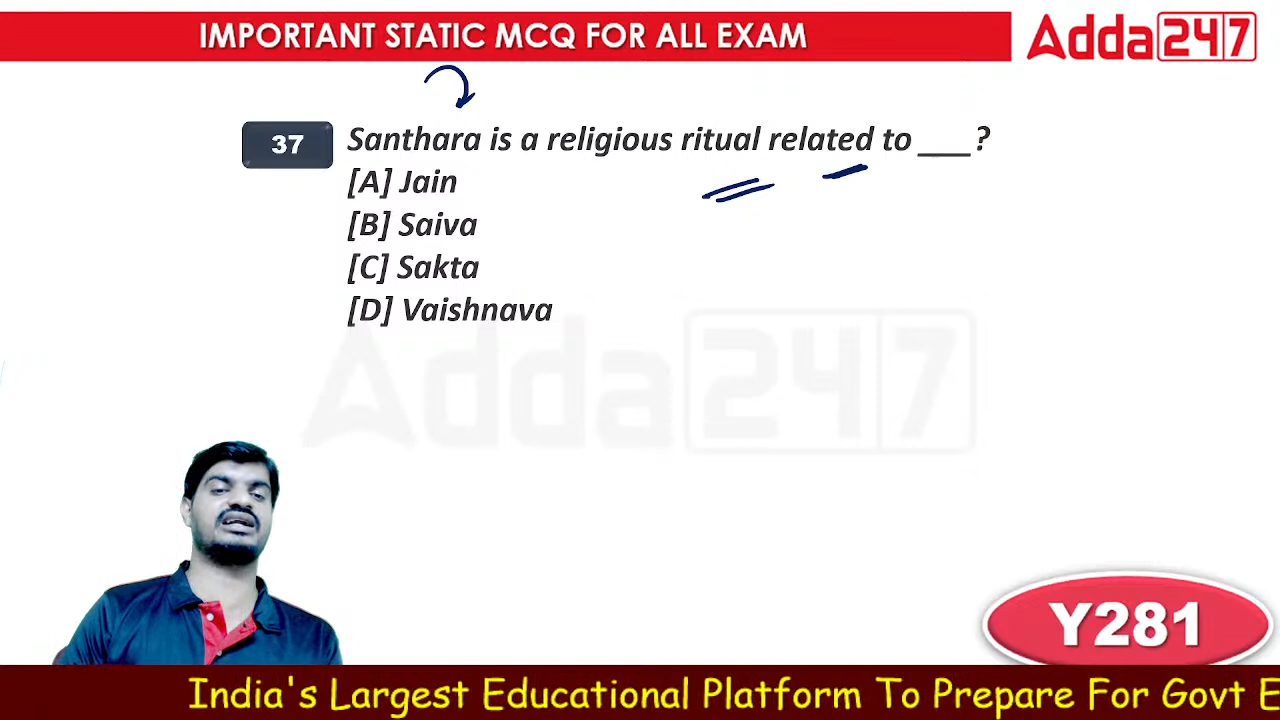 IMPORTANT STATIC MCQ FOR ALL EXAM
Adda247
37
Santhara is a religious ritual related to ___?
[A] Jain
[B] Saiva
[C] Sakta
[D] Vaishnava
Adda247
Y281
India's Largest Educational Platform To Prepare For Govt E